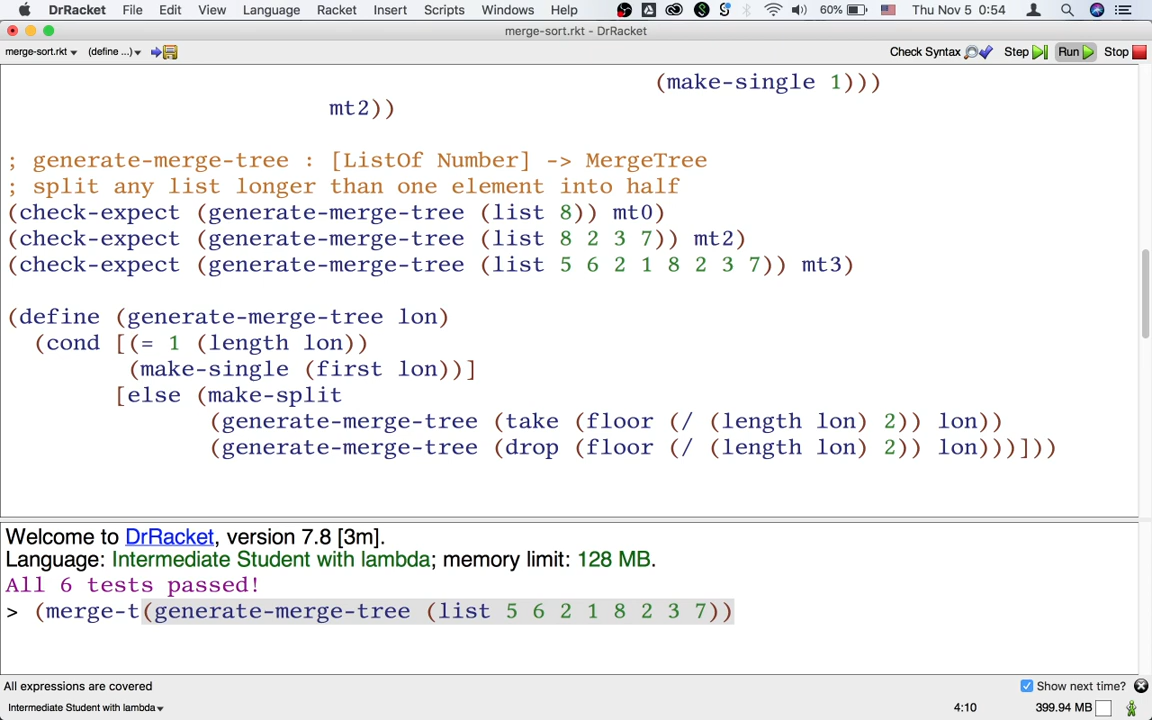 DrRacket File Edit View Language Racket Insert Scripts Windows Help 60% Thu Nov 5 0:54
merge-sort.rkt - DrRacket
merge-sort.rkt (define ...) Check Syntax Step Run Stop
(make-single 1)))
mt2))
; generate-merge-tree : [ListOf Number] -> MergeTree
; split any list longer than one element into half
(check-expect (generate-merge-tree (list 8)) mt0)
(check-expect (generate-merge-tree (list 8 2 3 7)) mt2)
(check-expect (generate-merge-tree (list 5 6 2 1 8 2 3 7)) mt3)
(define (generate-merge-tree lon)
(cond [(= 1 (length lon))
(make-single (first lon))]
[else (make-split
(generate-merge-tree (take (floor (/ (length lon) 2)) lon))
(generate-merge-tree (drop (floor (/ (length lon) 2)) lon)))]))
Welcome to DrRacket, version 7.8 [3m].
Language: Intermediate Student with lambda; memory limit: 128 MB.
All 6 tests passed!
> (merge-t(generate-merge-tree (list 5 6 2 1 8 2 3 7))
All expressions are covered Show next time?
Intermediate Student with lambda 4:10 399.94 MB